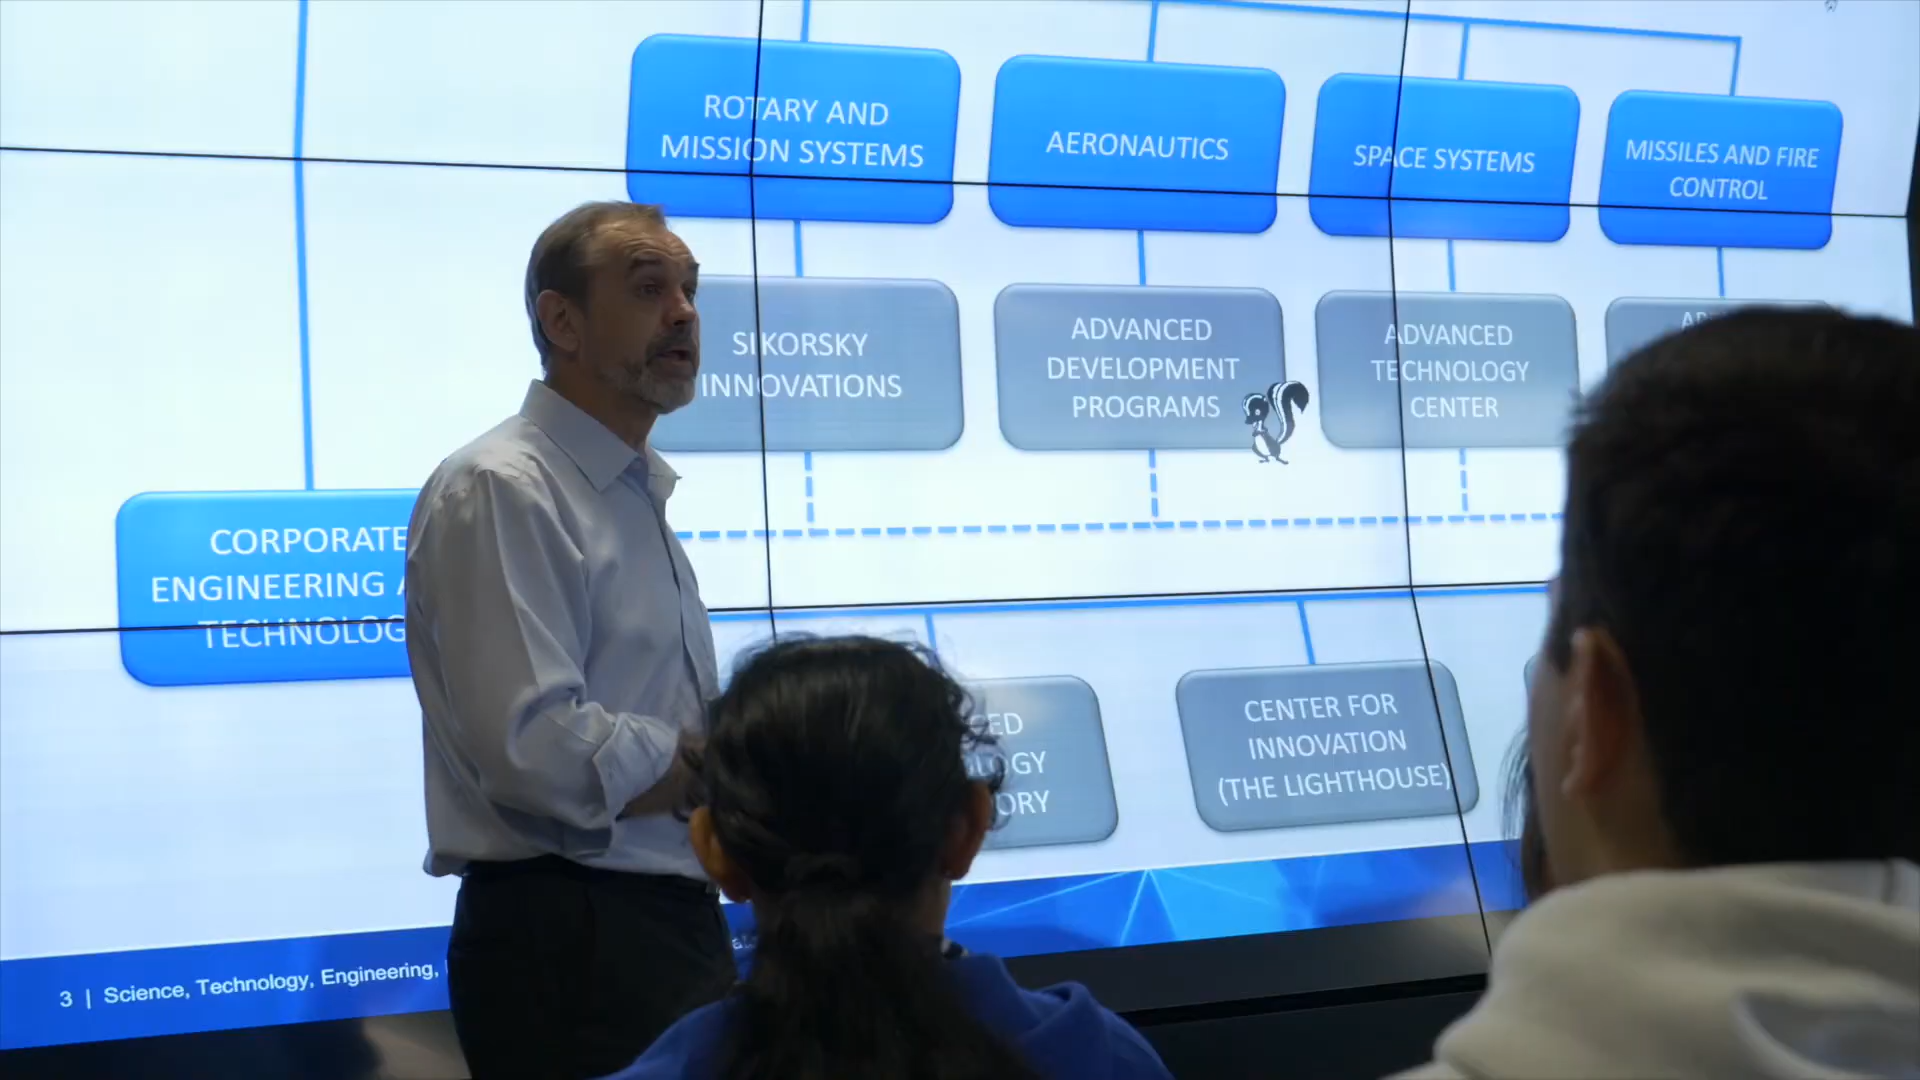 ROTARY AND
MISSION SYSTEMS
AERONAUTICS
SPACE SYSTEMS
MISSILES AND FIRE
CONTROL
SIKORSKY
INNOVATIONS
ADVANCED
DEVELOPMENT
PROGRAMS
ADVANCED
TECHNOLOGY
CENTER
CORPORATE
ENGINEERING
TECHNOLOG
CENTER FOR
INNOVATION
(THE LIGHTHOUSE)
3 | Science, Technology, Engineering,